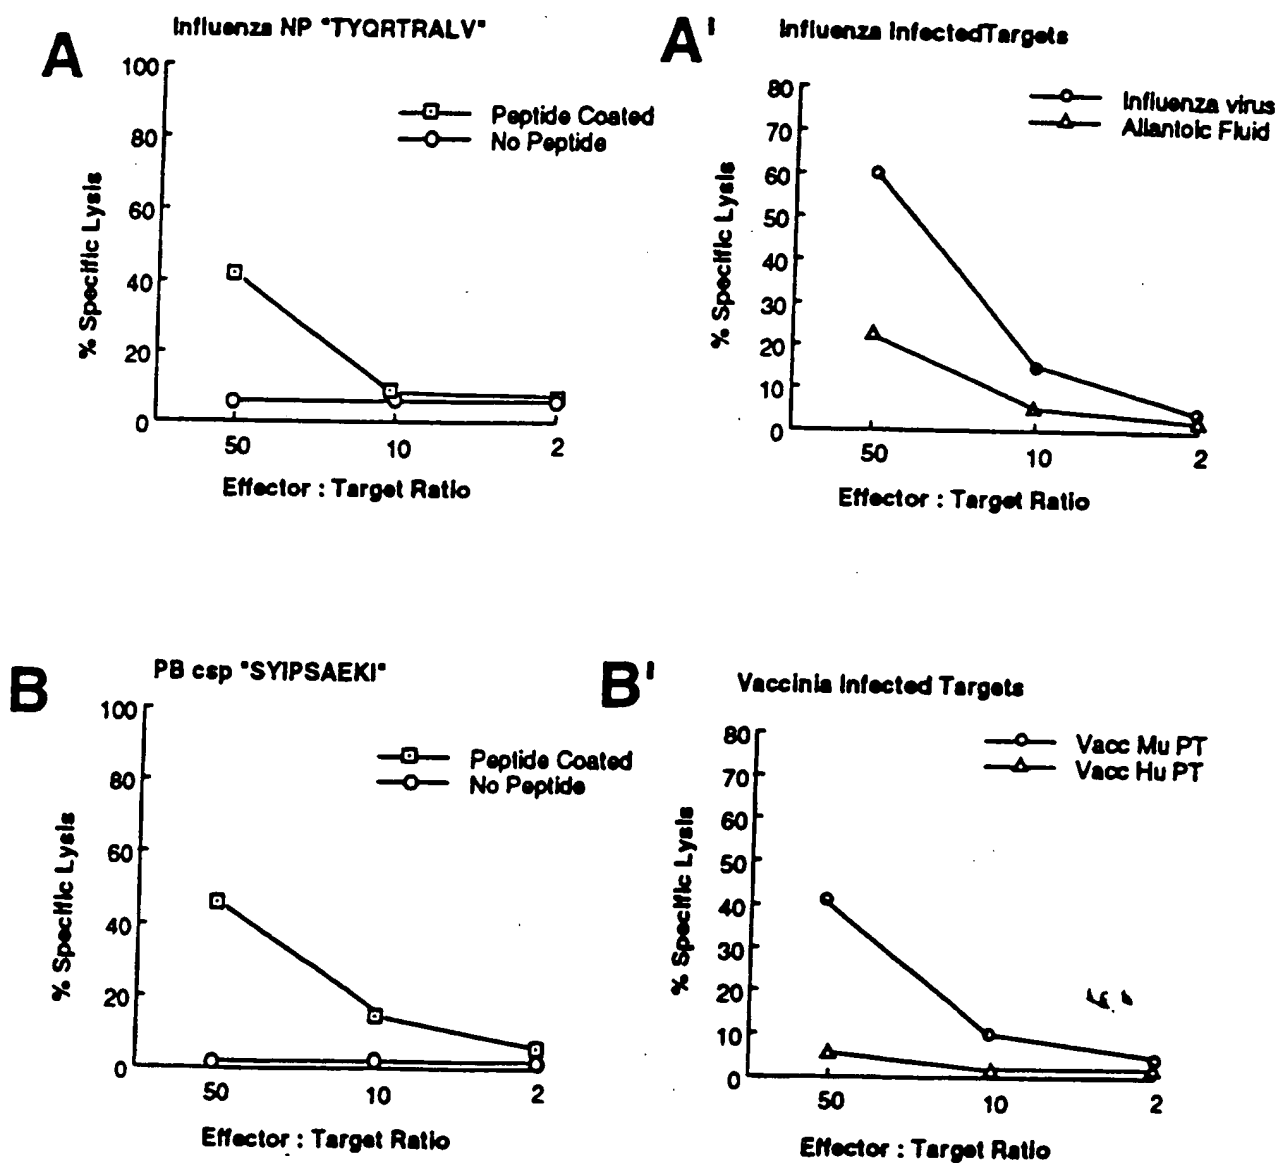 A
Influenza NP "TYQRTRALV"
100
80
60
40
20
0
% Specific Lysis
Peptide Coated
No Peptide
50 10 2
Effector : Target Ratio
A'
Influenza InfectedTargets
80
70
60
50
40
30
20
10
0
% Specific Lysis
Influenza virus
Allantoic Fluid
50 10 2
Effector : Target Ratio
B
PB csp "SYIPSAEKI"
100
80
60
40
20
0
% Specific Lysis
Peptide Coated
No Peptide
50 10 2
Effector : Target Ratio
B'
Vaccinia Infected Targets
80
70
60
50
40
30
20
10
0
% Specific Lysis
Vacc Mu PT
Vacc Hu PT
50 10 2
Effector : Target Ratio